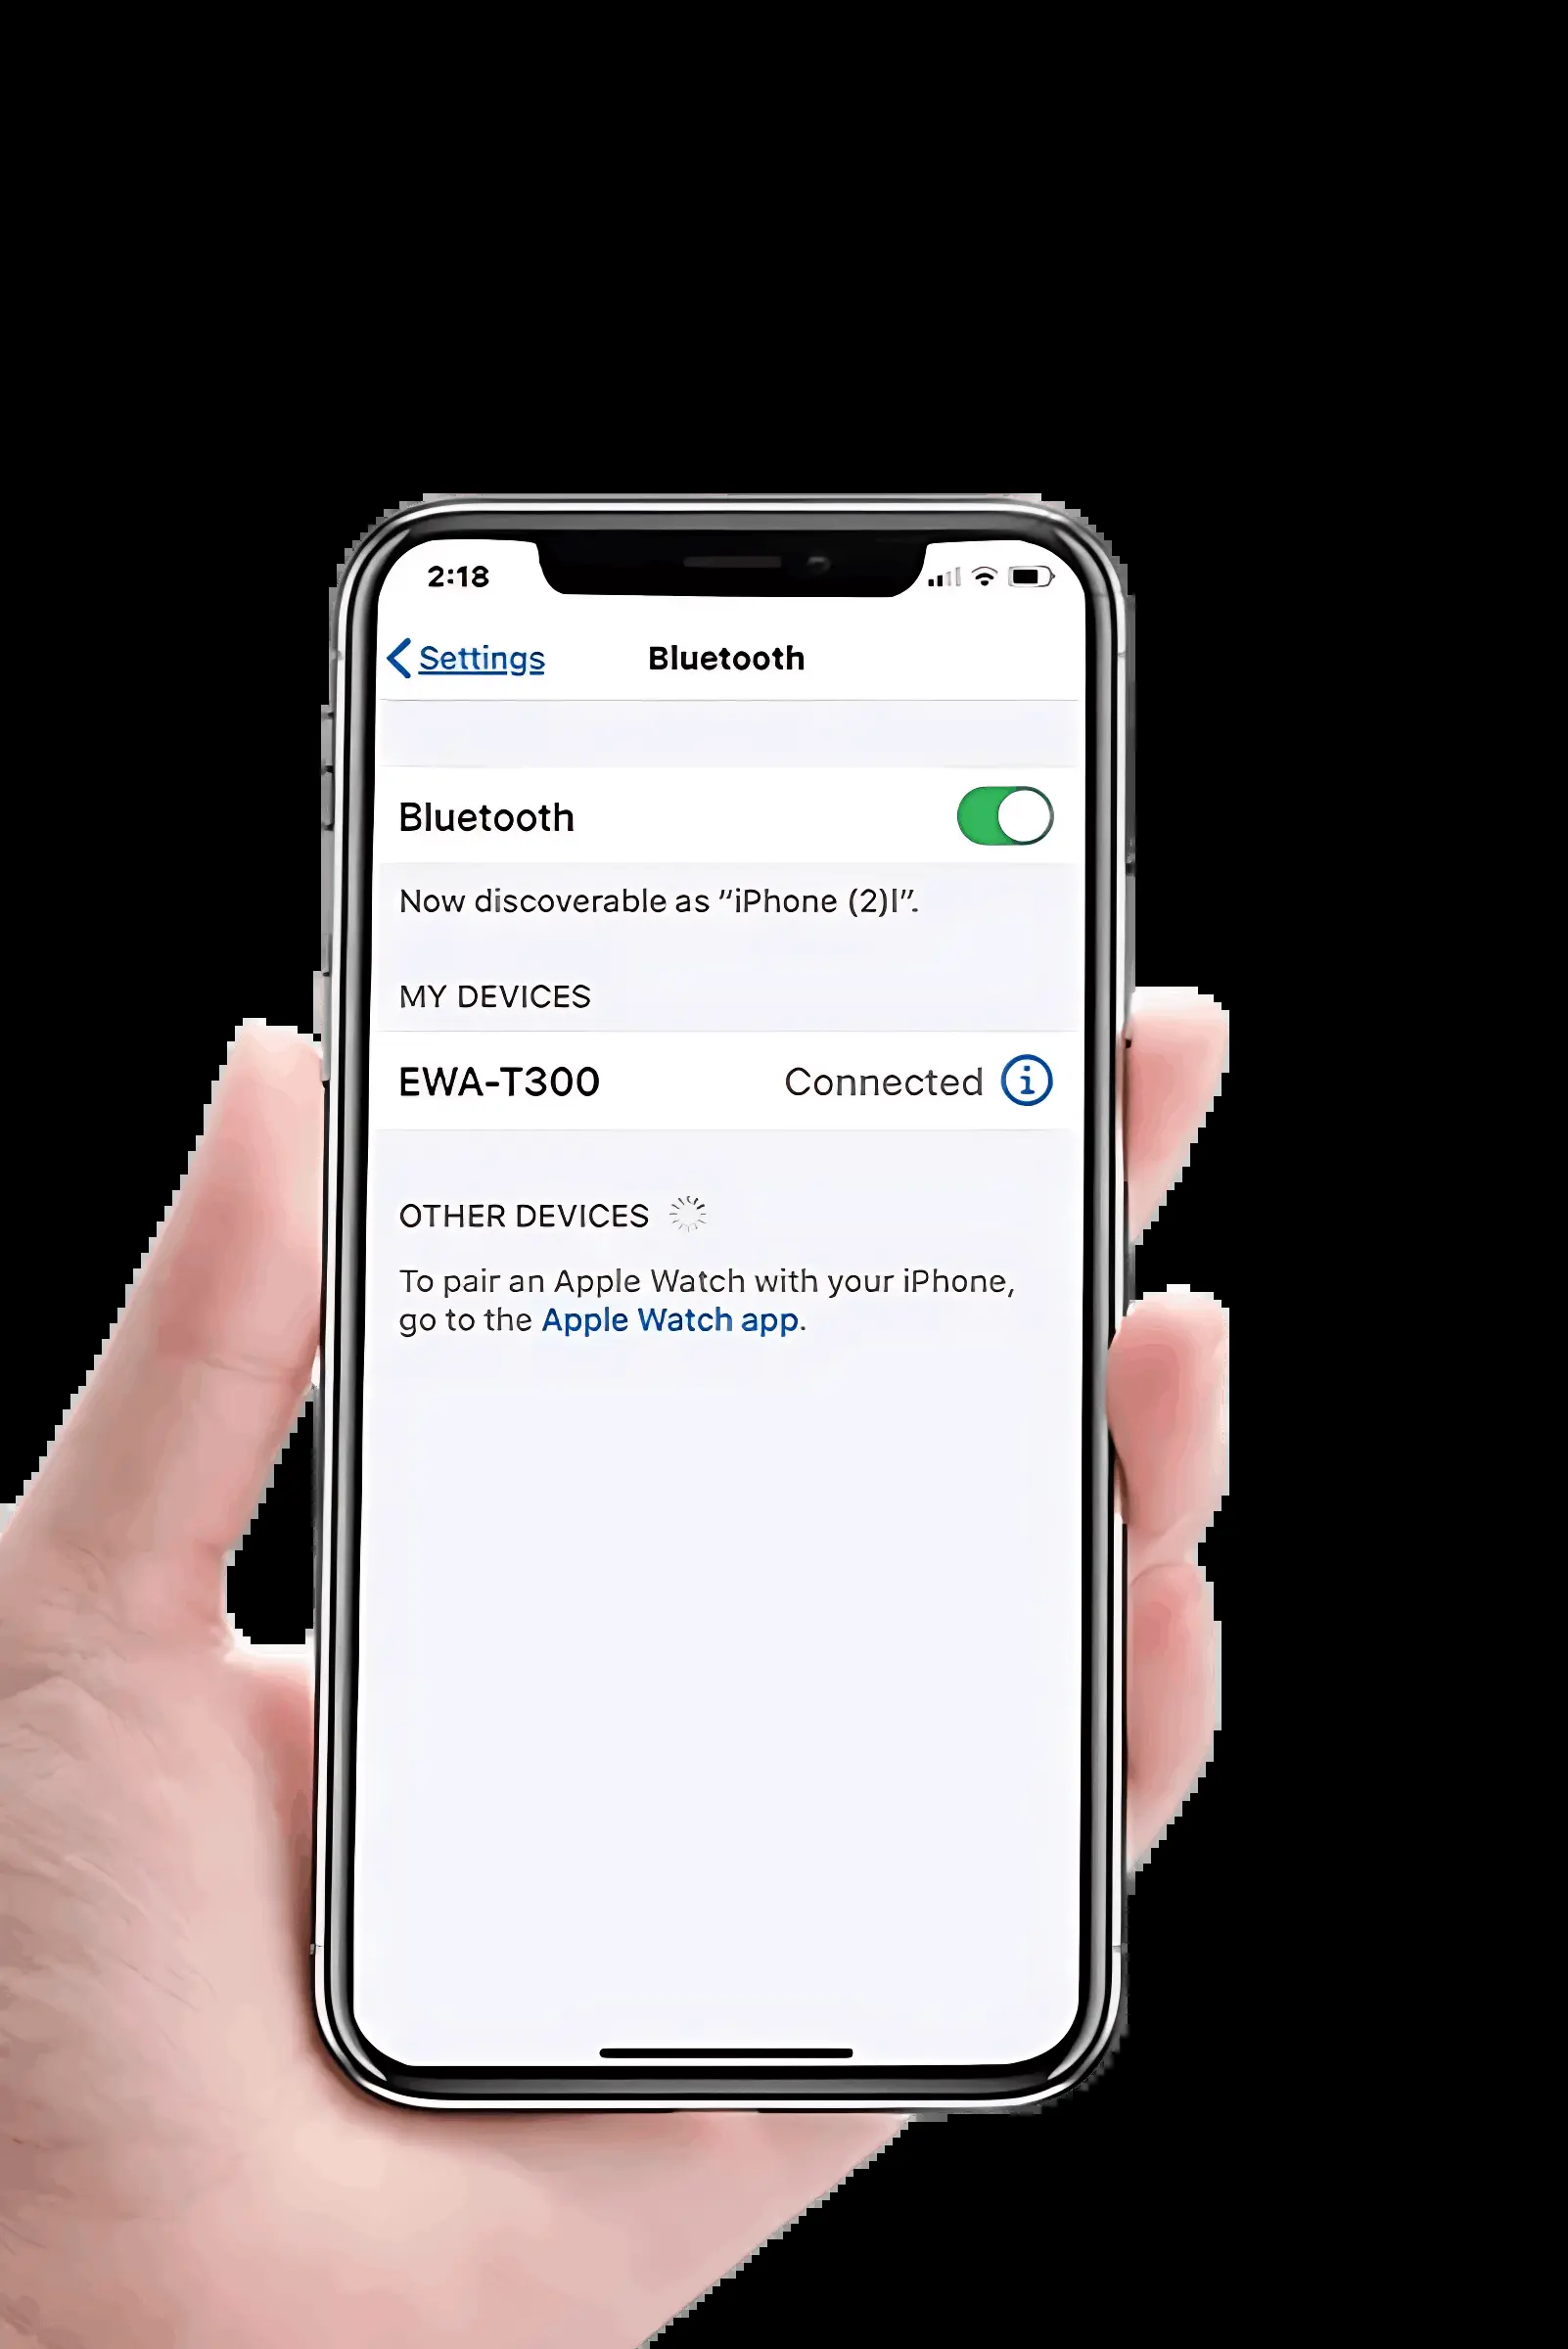 2:18
Settings Bluetooth
Bluetooth
Now discoverable as "iPhone (2)l".
MY DEVICES
EWA-T300 Connected
OTHER DEVICES
To pair an Apple Watch with your iPhone,
go to the Apple Watch app.